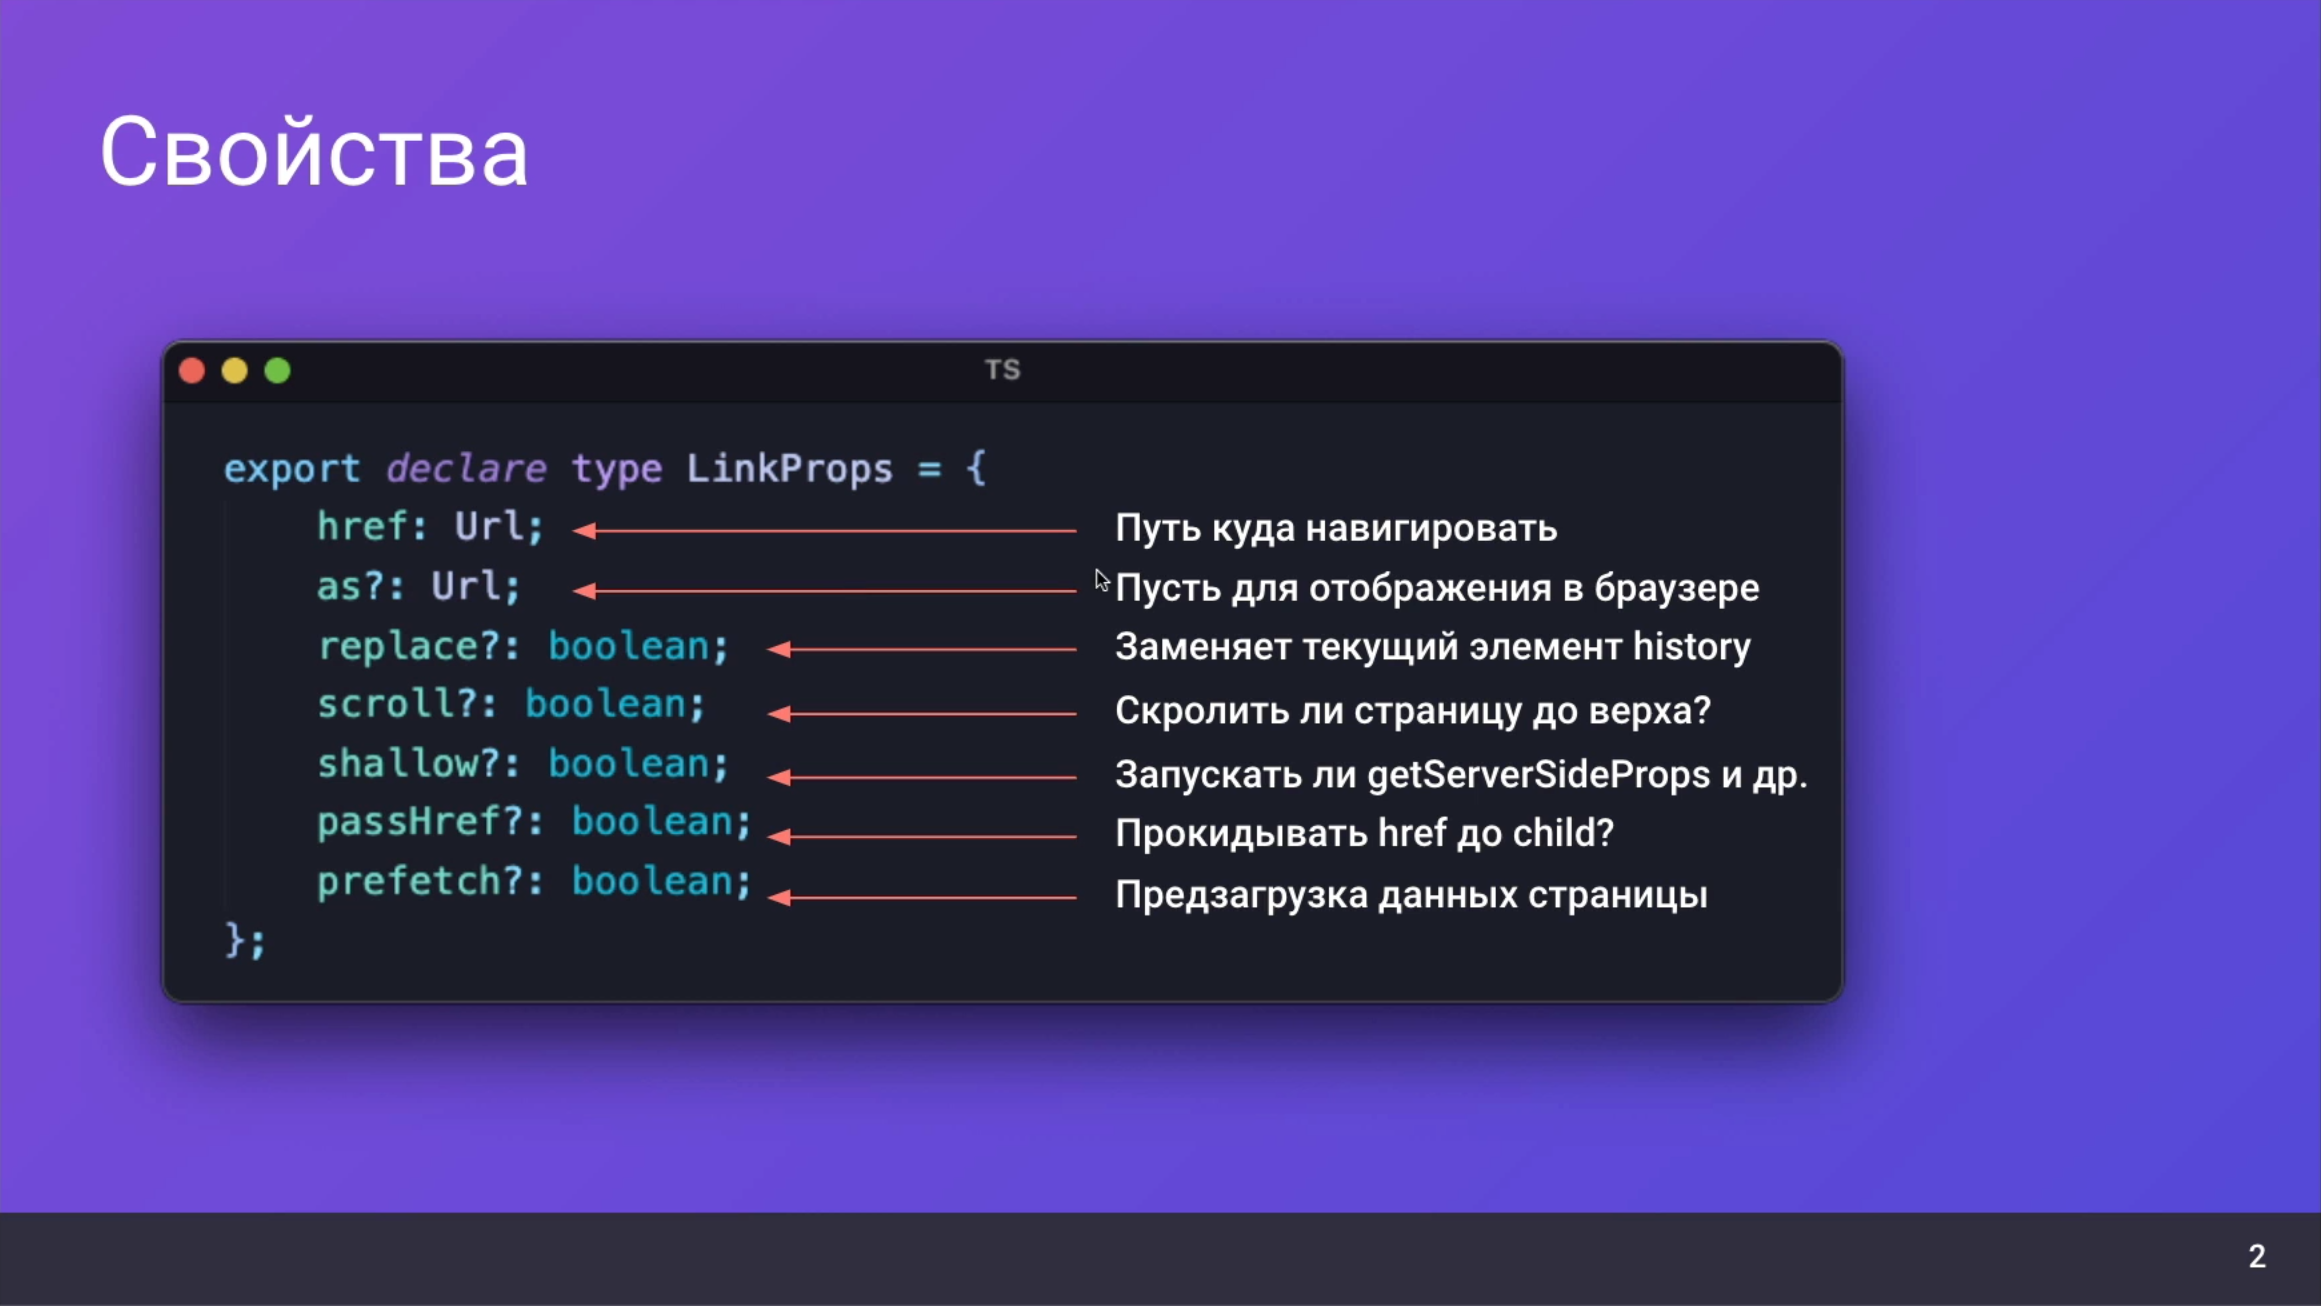 Свойства
TS
export declare type LinkProps = {
href: Url; Путь куда навигировать
as?: Url; Пусть для отображения в браузере
replace?: boolean; Заменяет текущий элемент history
scroll?: boolean; Скролить ли страницу до верха?
shallow?: boolean; Запускать ли getServerSideProps и др.
passHref?: boolean; Прокидывать href до child?
prefetch?: boolean; Предзагрузка данных страницы
};
2